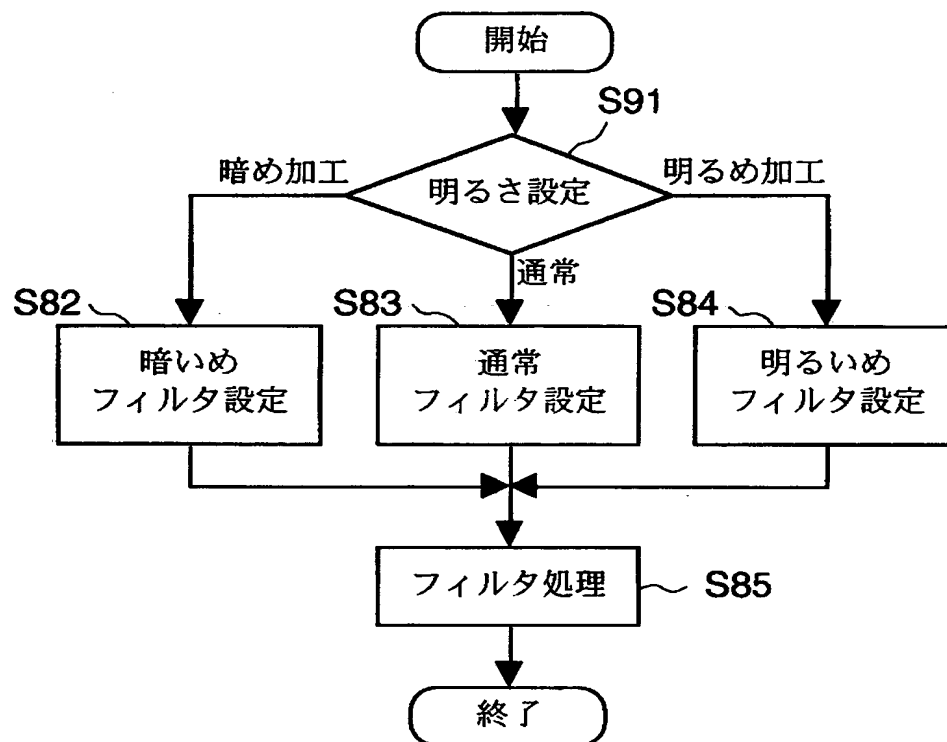 開始
S91
暗め加工
明るさ設定
明るめ加工
通常
S82
S83
S84
暗いめ
フィルタ設定
通常
フィルタ設定
明るいめ
フィルタ設定
フィルタ処理
S85
終了